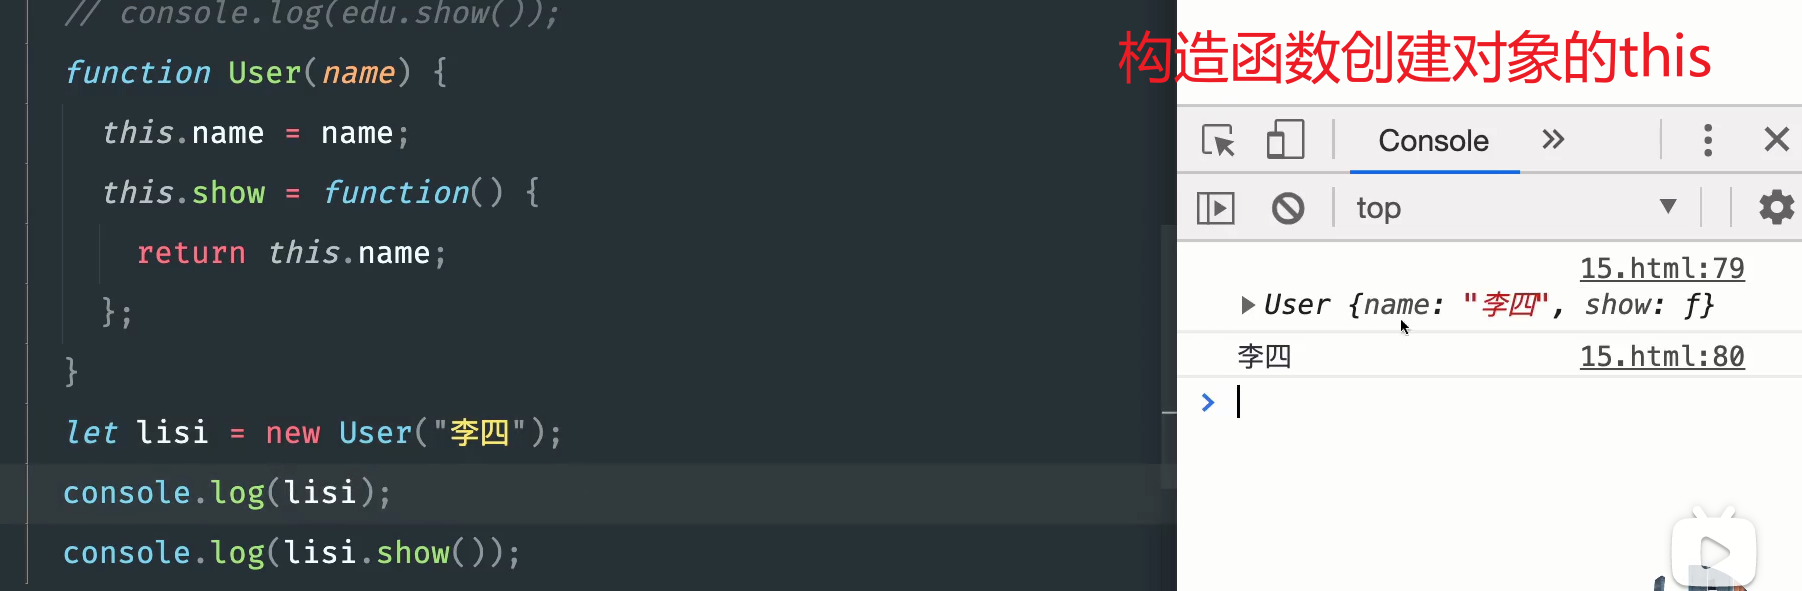 // console.log(edu.show());
function User(name) {
this.name = name;
this.show = function() {
return this.name;
};
}
let lisi = new User("李四");
console.log(lisi);
console.log(lisi.show());
构造函数创建对象的this
Console
top
15.html:79
User {name: "李四", show: ƒ}
李四 15.html:80